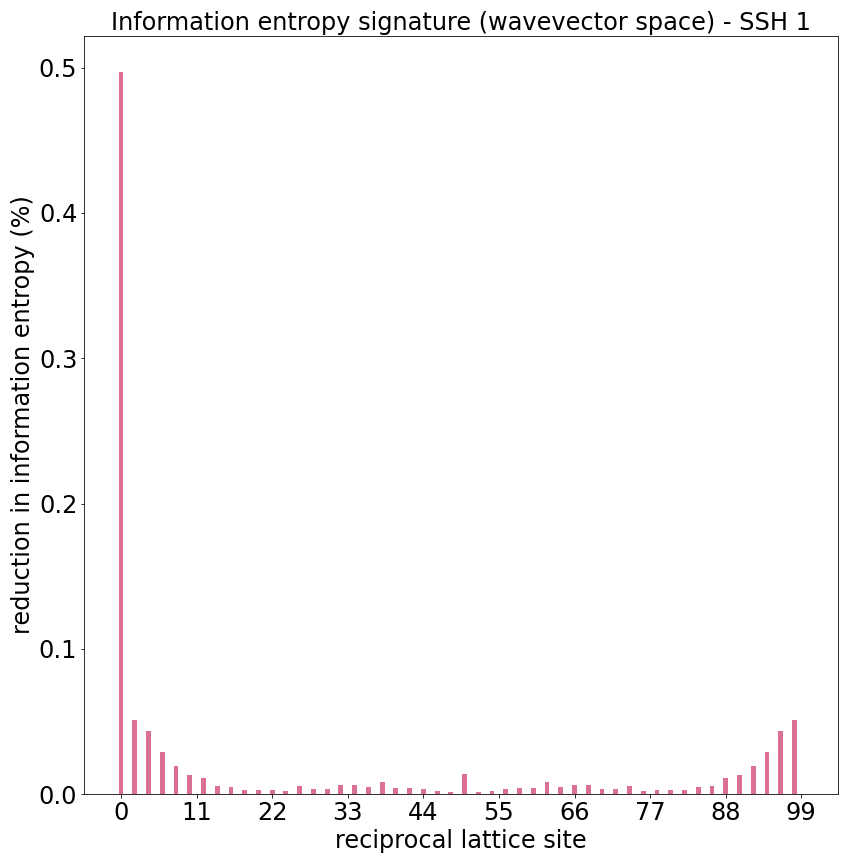 Information entropy signature (wavevector space) - SSH 1
reduction in information entropy (%)
0.5
0.4
0.3
0.2
0.1
0.0
0 11 22 33 44 55 66 77 88 99
reciprocal lattice site